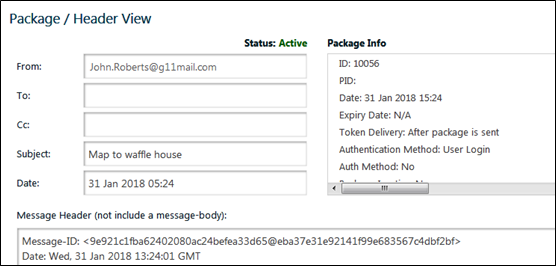 Package / Header View
Status: Active
From:
John.Roberts@g11mail.com
To:
Cc:
Subject:
Map to waffle house
Date:
31 Jan 2018 05:24
Package Info
ID: 10056
PID:
Date: 31 Jan 2018 15:24
Expiry Date: N/A
Token Delivery: After package is sent
Authentication Method: User Login
Auth Method: No
Message Header (not include a message-body):
Message-ID: <9e921c1fba62402080ac24befea33d65@eba37e31e92141f99e683567c4dbf2bf>
Date: Wed, 31 Jan 2018 13:24:01 GMT